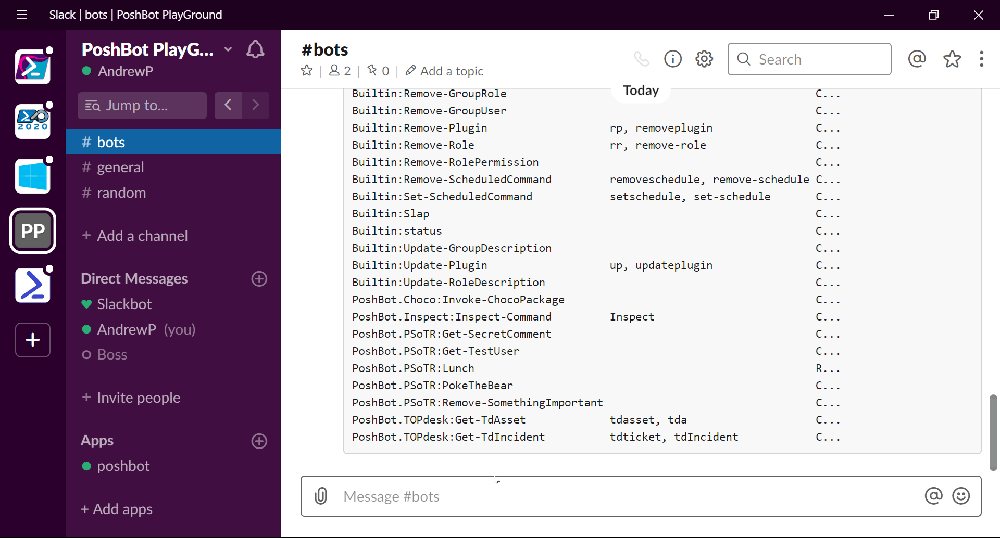 Slack | bots | PoshBot PlayGround
2020
PP
PoshBot PlayG...
AndrewP
Jump to...
# bots
# general
# random
+ Add a channel
Direct Messages
Slackbot
AndrewP (you)
Boss
+ Invite people
Apps
poshbot
+ Add apps
#bots
2 | 0 | Add a topic
Search
Today
Builtin:Remove-GroupRole C...
Builtin:Remove-GroupUser C...
Builtin:Remove-Plugin rp, removeplugin C...
Builtin:Remove-Role rr, remove-role C...
Builtin:Remove-RolePermission C...
Builtin:Remove-ScheduledCommand removeschedule, remove-schedule C...
Builtin:Set-ScheduledCommand setschedule, set-schedule C...
Builtin:Slap C...
Builtin:status C...
Builtin:Update-GroupDescription C...
Builtin:Update-Plugin up, updateplugin C...
Builtin:Update-RoleDescription C...
PoshBot.Choco:Invoke-ChocoPackage C...
PoshBot.Inspect:Inspect-Command Inspect C...
PoshBot.PSoTR:Get-SecretComment C...
PoshBot.PSoTR:Get-TestUser C...
PoshBot.PSoTR:Lunch R...
PoshBot.PSoTR:PokeTheBear C...
PoshBot.PSoTR:Remove-SomethingImportant C...
PoshBot.TOPdesk:Get-TdAsset tdasset, tda C...
PoshBot.TOPdesk:Get-TdIncident tdticket, tdIncident C...
Message #bots